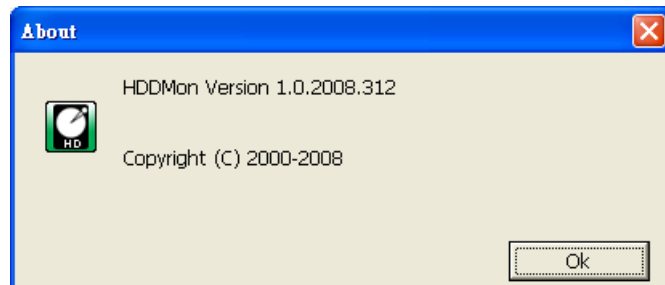 About
HDDMon Version 1.0.2008.312
HD
Copyright (C) 2000-2008
Ok